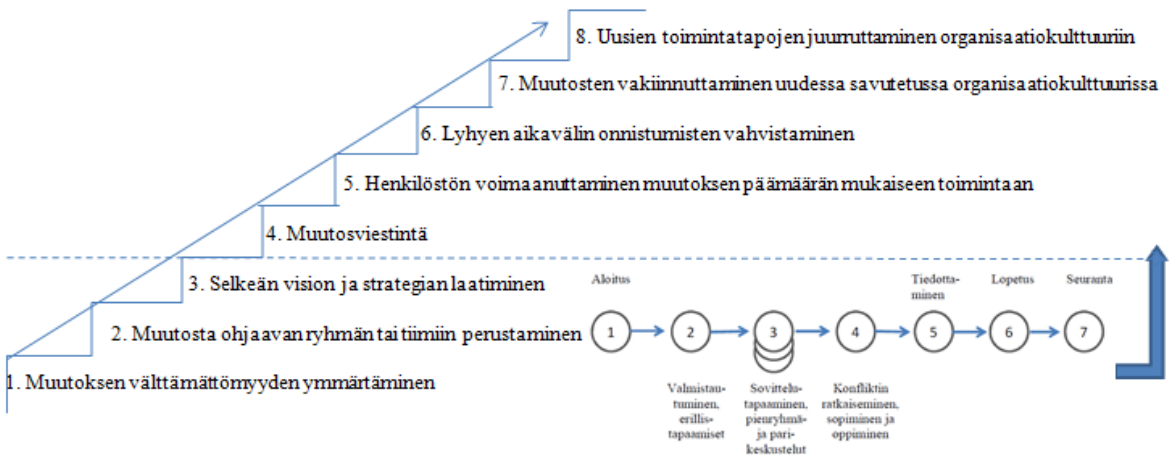 8. Uusien toimintatapojen juurruttaminen organisaatiokulttuuriin
7. Muutosten vakiinnuttaminen uudessa savutetussa organisaatiokulttuurissa
6. Lyhyen aikavälin onnistumisten vahvistaminen
5. Henkilöstön voimaanuttaminen muutoksen päämäärän mukaiseen toimintaan
4. Muutosviestintä
3. Selkeän vision ja strategian laatiminen
2. Muutosta ohjaavan ryhmän tai tiimiin perustaminen
1. Muutoksen välttämättömyyden ymmärtäminen
Aloitus
Tiedotta-
minen
Lopetus
Seuranta
1
2
3
4
5
6
7
Valmistau-
tuminen,
erillis-
tapaamiset
Sovittelu-
tapaaminen,
pienryhmä-
ja pari-
keskustelut
Konfliktin
ratkaiseminen,
sopiminen ja
oppiminen